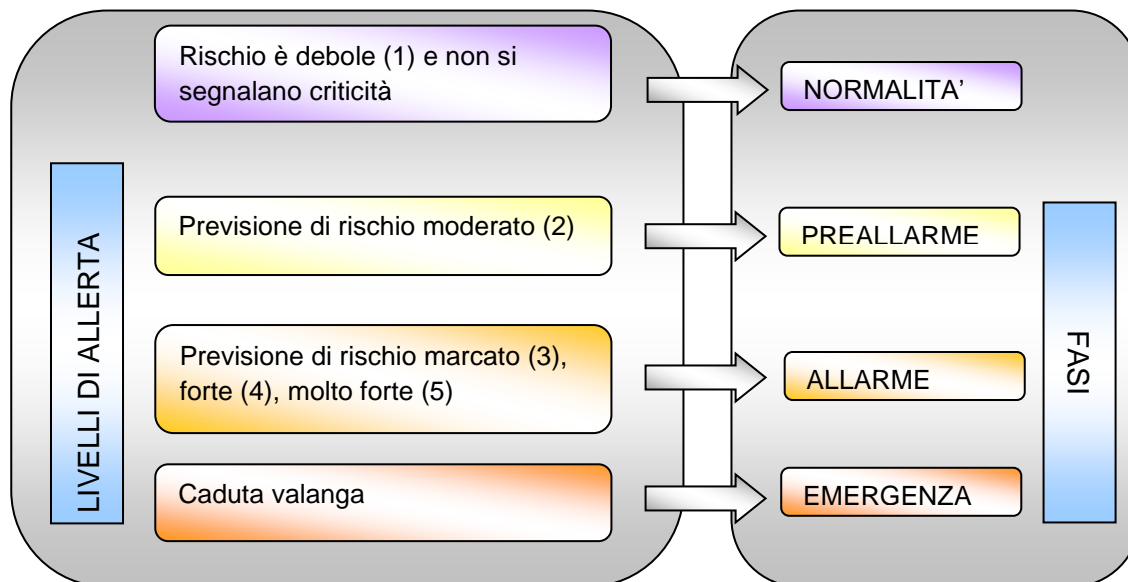 Rischio è debole (1) e non si
segnalano criticità
NORMALITA’
LIVELLI DI ALLERTA
Previsione di rischio moderato (2)
PREALLARME
FASI
Previsione di rischio marcato (3),
forte (4), molto forte (5)
ALLARME
Caduta valanga
EMERGENZA